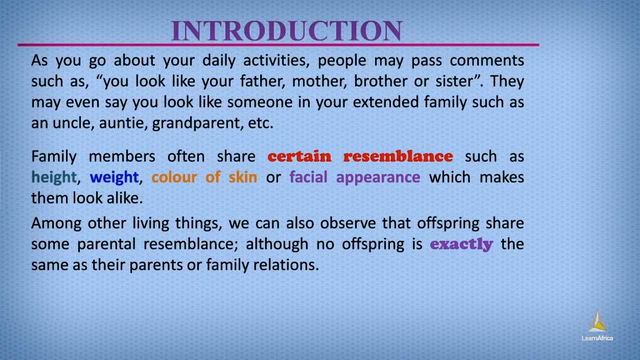 INTRODUCTION
As you go about your daily activities, people may pass comments
such as, “you look like your father, mother, brother or sister”. They
may even say you look like someone in your extended family such as
an uncle, auntie, grandparent, etc.
Family members often share certain resemblance such as
height, weight, colour of skin or facial appearance which makes
them look alike.
Among other living things, we can also observe that offspring share
some parental resemblance; although no offspring is exactly the
same as their parents or family relations.
LearnAfrica